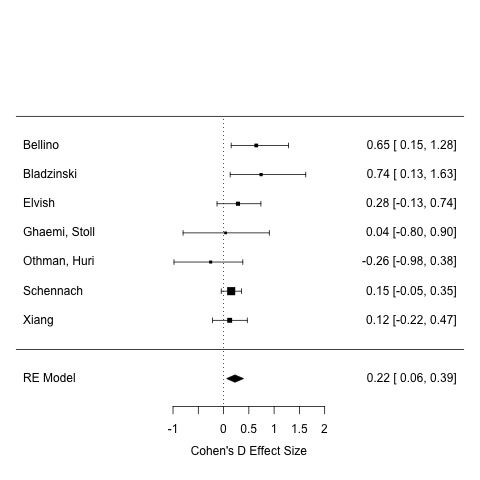 Bellino 0.65 [ 0.15, 1.28]
Bladzinski 0.74 [ 0.13, 1.63]
Elvish 0.28 [-0.13, 0.74]
Ghaemi, Stoll 0.04 [-0.80, 0.90]
Othman, Huri -0.26 [-0.98, 0.38]
Schennach 0.15 [-0.05, 0.35]
Xiang 0.12 [-0.22, 0.47]
RE Model 0.22 [ 0.06, 0.39]
-1 0 0.5 1 1.5 2
Cohen's D Effect Size